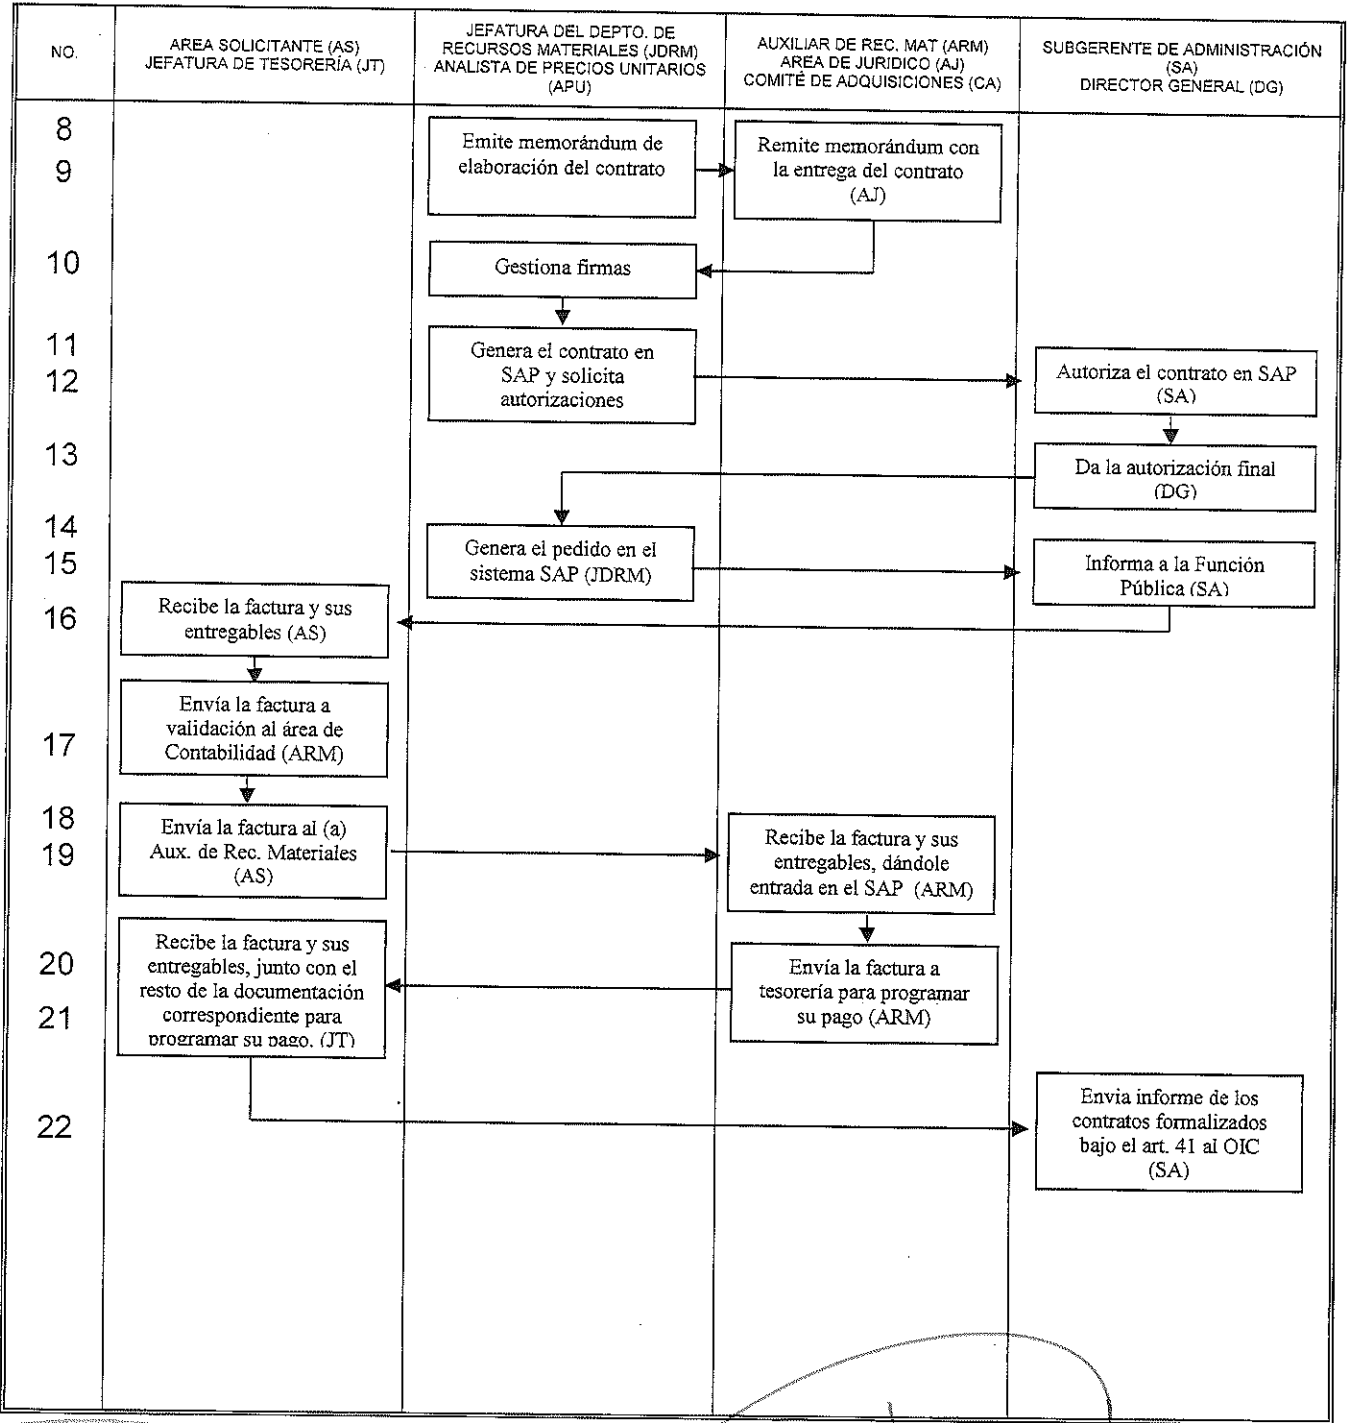 NO.
AREA SOLICITANTE (AS)
JEFATURA DE TESORERÍA (JT)
JEFATURA DEL DEPTO. DE
RECURSOS MATERIALES (JDRM)
ANALISTA DE PRECIOS UNITARIOS
(APU)
AUXILIAR DE REC. MAT (ARM)
AREA DE JURIDICO (AJ)
COMITÉ DE ADQUISICIONES (CA)
SUBGERENTE DE ADMINISTRACIÓN
(SA)
DIRECTOR GENERAL (DG)
8
9
Emite memorándum de
elaboración del contrato
Remite memorándum con
la entrega del contrato
(AJ)
10
Gestiona firmas
11
12
Genera el contrato en
SAP y solicita
autorizaciones
Autoriza el contrato en SAP
(SA)
13
Da la autorización final
(DG)
14
15
Genera el pedido en el
sistema SAP (JDRM)
Informa a la Función
Pública (SA)
16
Recibe la factura y sus
entregables (AS)
17
Envía la factura a
validación al área de
Contabilidad (ARM)
18
19
Envía la factura al (a)
Aux. de Rec. Materiales
(AS)
Recibe la factura y sus
entregables, dándole
entrada en el SAP (ARM)
20
21
Recibe la factura y sus
entregables, junto con el
resto de la documentación
correspondiente para
programar su pago. (JT)
Envía la factura a
tesorería para programar
su pago (ARM)
22
Envia informe de los
contratos formalizados
bajo el art. 41 al OIC
(SA)